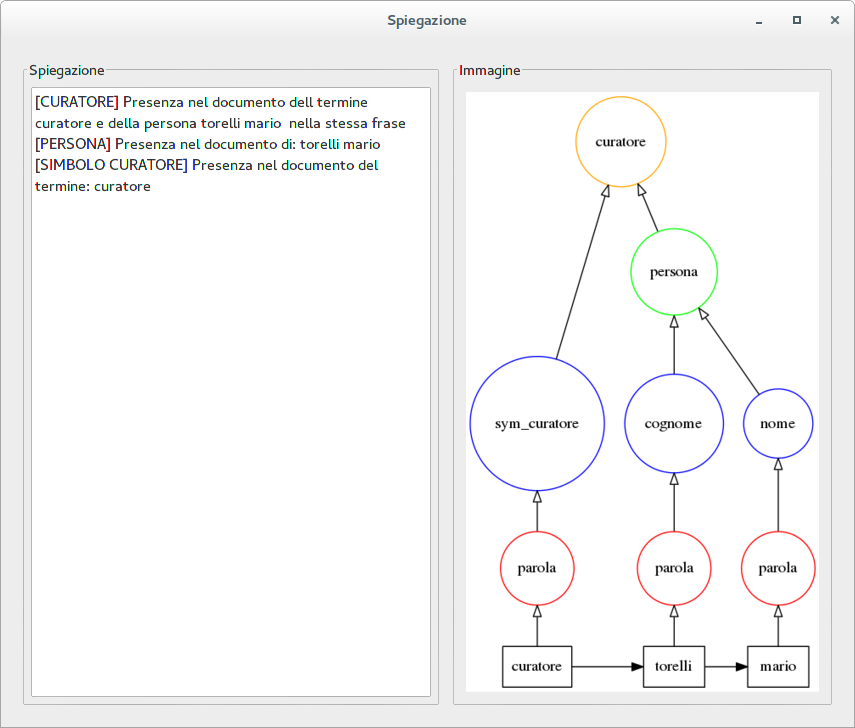 Spiegazione
Spiegazione
[CURATORE] Presenza nel documento dell termine
curatore e della persona torelli mario  nella stessa frase
[PERSONA] Presenza nel documento di: torelli mario
[SIMBOLO CURATORE] Presenza nel documento del
termine: curatore
Immagine
curatore
persona
sym_curatore
cognome
nome
parola
parola
parola
curatore
torelli
mario